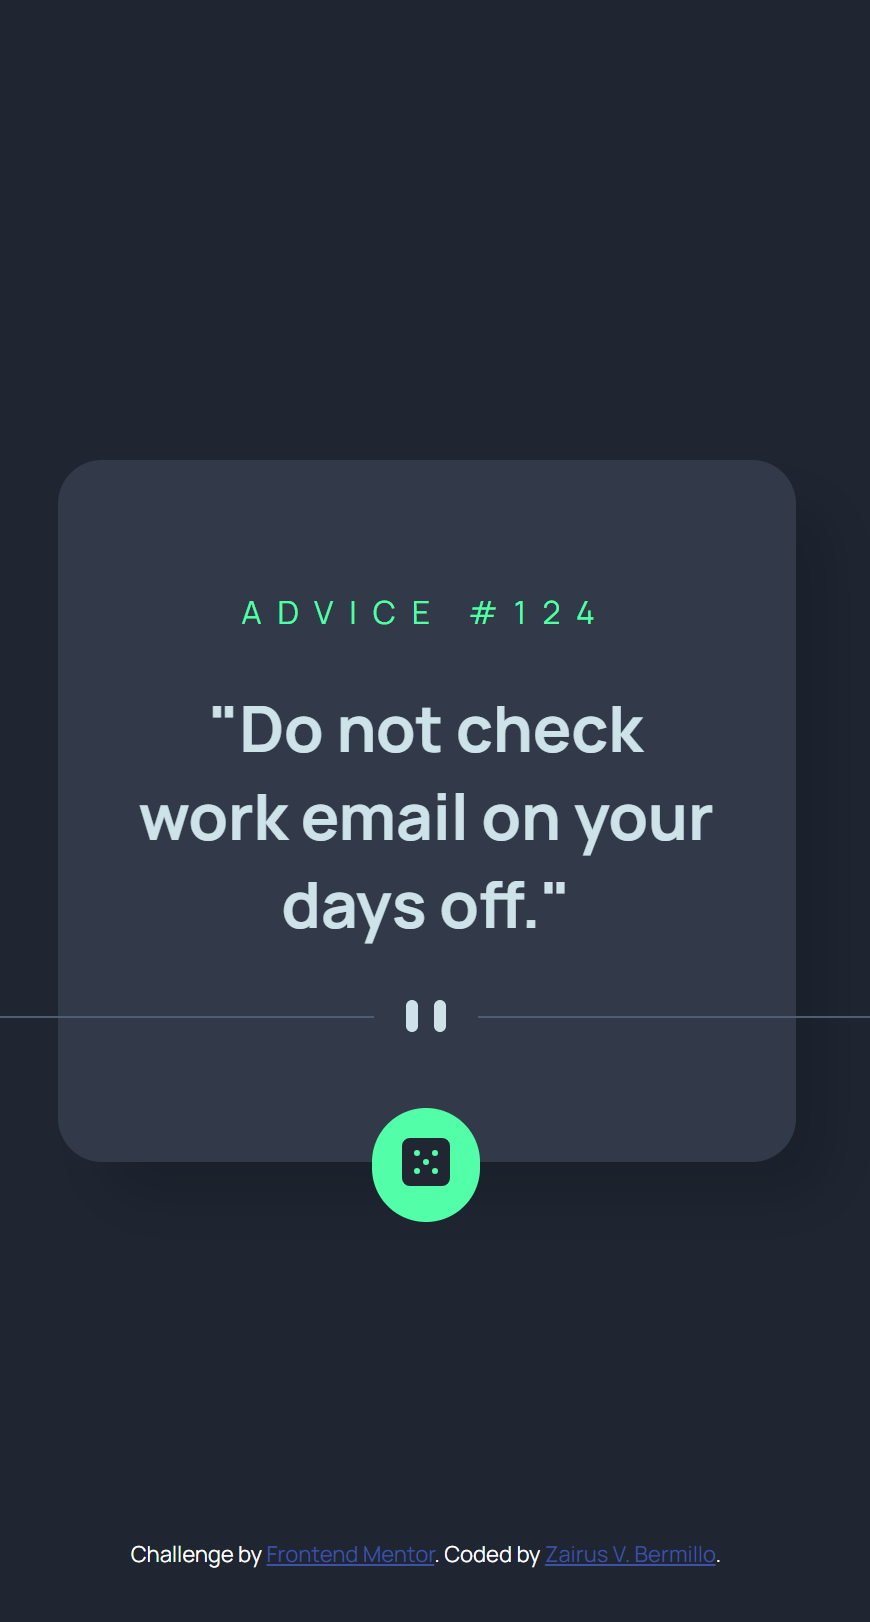 ADVICE #124
"Do not check
work email on your
days off."
Challenge by Frontend Mentor. Coded by Zairus V. Bermillo.